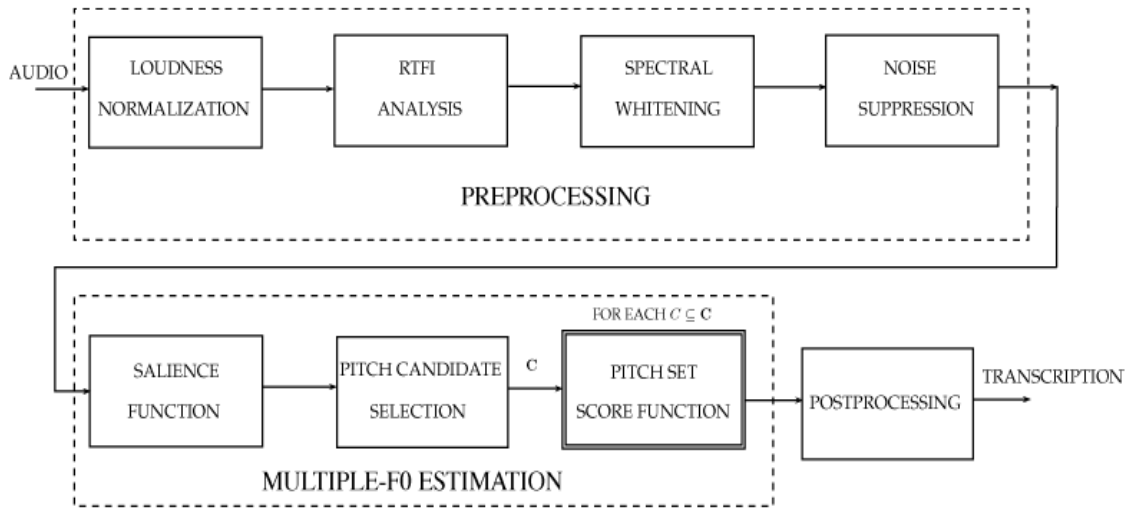 AUDIO
LOUDNESS
NORMALIZATION
RTFI
ANALYSIS
SPECTRAL
WHITENING
NOISE
SUPPRESSION
PREPROCESSING
SALIENCE
FUNCTION
PITCH CANDIDATE
SELECTION
C
FOR EACH C ⊆ C
PITCH SET
SCORE FUNCTION
POSTPROCESSING
TRANSCRIPTION
MULTIPLE-F0 ESTIMATION